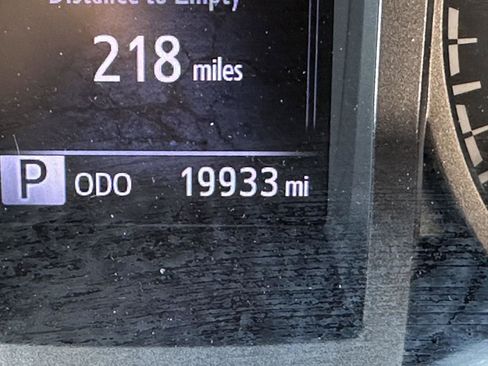 Distance to Empty
218 miles
P ODO 19933 mi